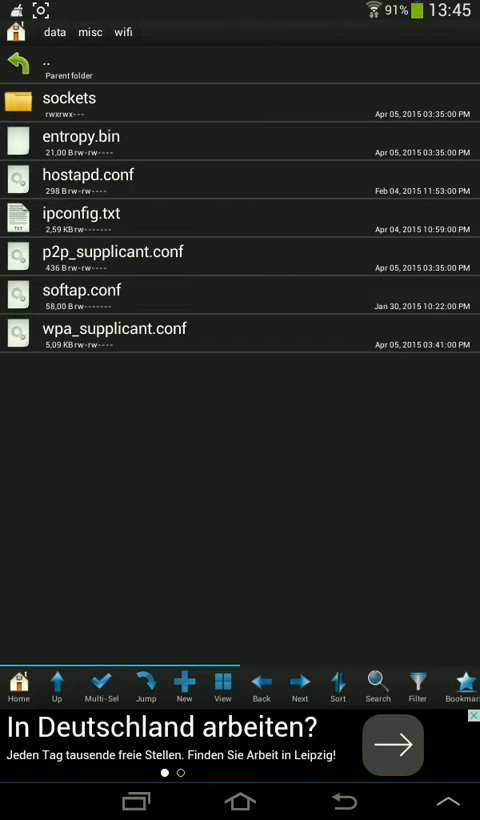 91% 13:45
data misc wifi
..
Parent folder
sockets
rwxrwx--- Apr 05, 2015 03:35:00 PM
entropy.bin
21,00 B rw-rw---- Apr 05, 2015 03:35:00 PM
hostapd.conf
298 B rw-rw---- Feb 04, 2015 11:53:00 PM
ipconfig.txt
2,59 KB rw------- Apr 04, 2015 10:59:00 PM
p2p_supplicant.conf
436 B rw-rw---- Apr 05, 2015 03:35:00 PM
softap.conf
58,00 B rw------- Jan 30, 2015 10:22:00 PM
wpa_supplicant.conf
5,09 KB rw-rw---- Apr 05, 2015 03:41:00 PM
Home Up Multi-Sel Jump New View Back Next Sort Search Filter Bookmar
In Deutschland arbeiten?
Jeden Tag tausende freie Stellen. Finden Sie Arbeit in Leipzig!